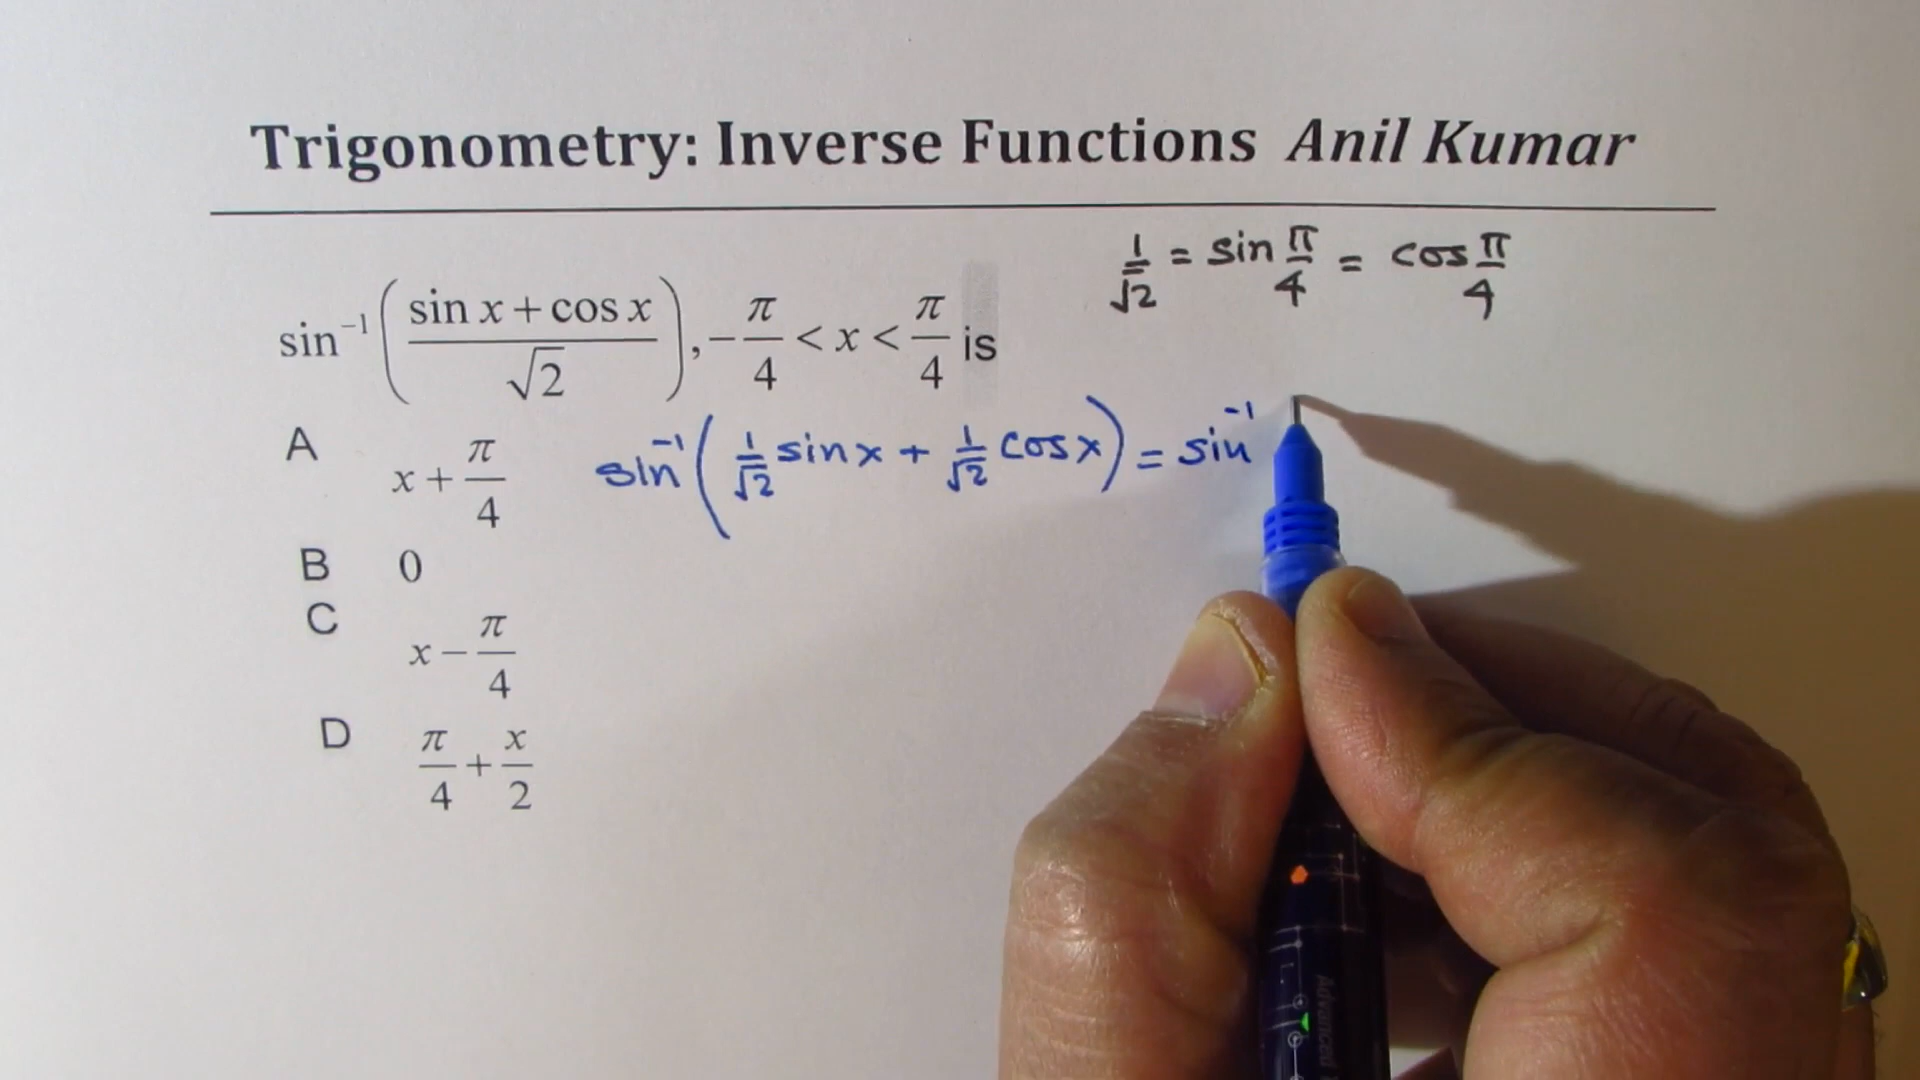 Trigonometry: Inverse Functions Anil Kumar
1/√2 = sin π/4 = cos π/4
sin⁻¹((sin x + cos x)/√2), -π/4 < x < π/4 is
A x + π/4
sin⁻¹(1/√2 sin x + 1/√2 cos x) = sin⁻¹
B 0
C x - π/4
D π/4 + x/2
Advanced